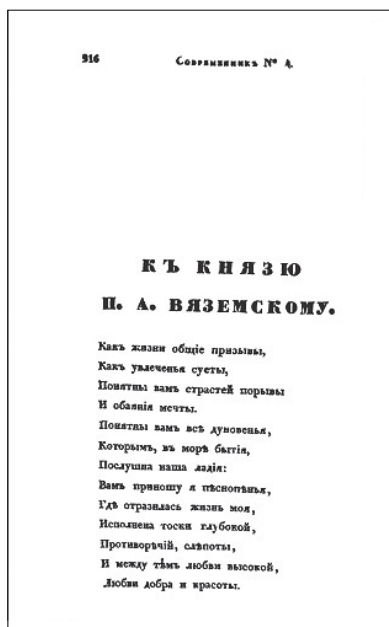 316
Современникъ № 4.
КЪ КНЯЗЮ
П. А. ВЯЗЕМСКОМУ.
Какъ жизни общіе призывы,
Какъ увлеченья суеты,
Понятны вамъ страстей порывы
И обаянія мечты.
Понятны вамъ всѣ дуновенья,
Которымъ, въ морѣ бытія,
Послушна наша ладія:
Вамъ приношу я пѣснопѣнья,
Гдѣ отразилась жизнь моя,
Исполнена тоски глубокой,
Противорѣчій, слѣпоты,
И между тѣмъ любви высокой,
Любви добра и красоты.